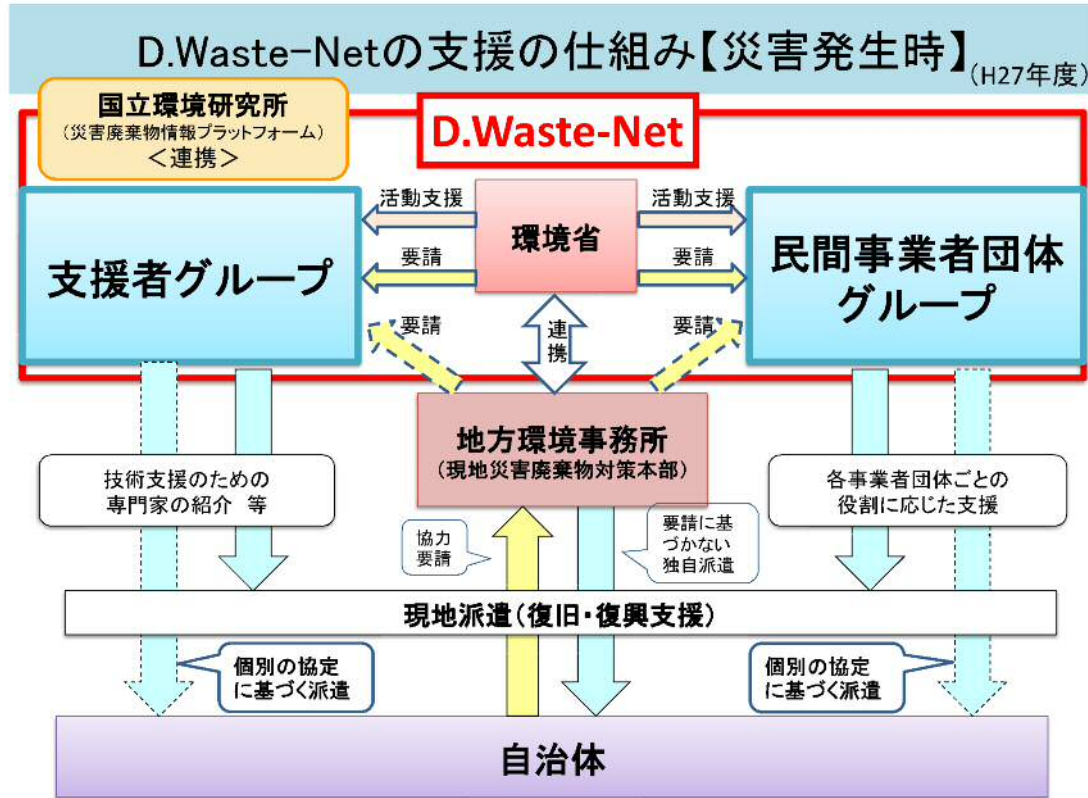 D.Waste-Netの支援の仕組み【災害発生時】
(H27年度)
国立環境研究所
(災害廃棄物情報プラットフォーム)
＜連携＞
D.Waste-Net
活動支援
活動支援
環境省
支援者グループ
要請
要請
民間事業者団体
グループ
要請
連携
要請
地方環境事務所
(現地災害廃棄物対策本部)
技術支援のための
専門家の紹介 等
各事業者団体ごとの
役割に応じた支援
協力
要請
要請に基
づかない
独自派遣
現地派遣(復旧・復興支援)
個別の協定
に基づく派遣
個別の協定
に基づく派遣
自治体